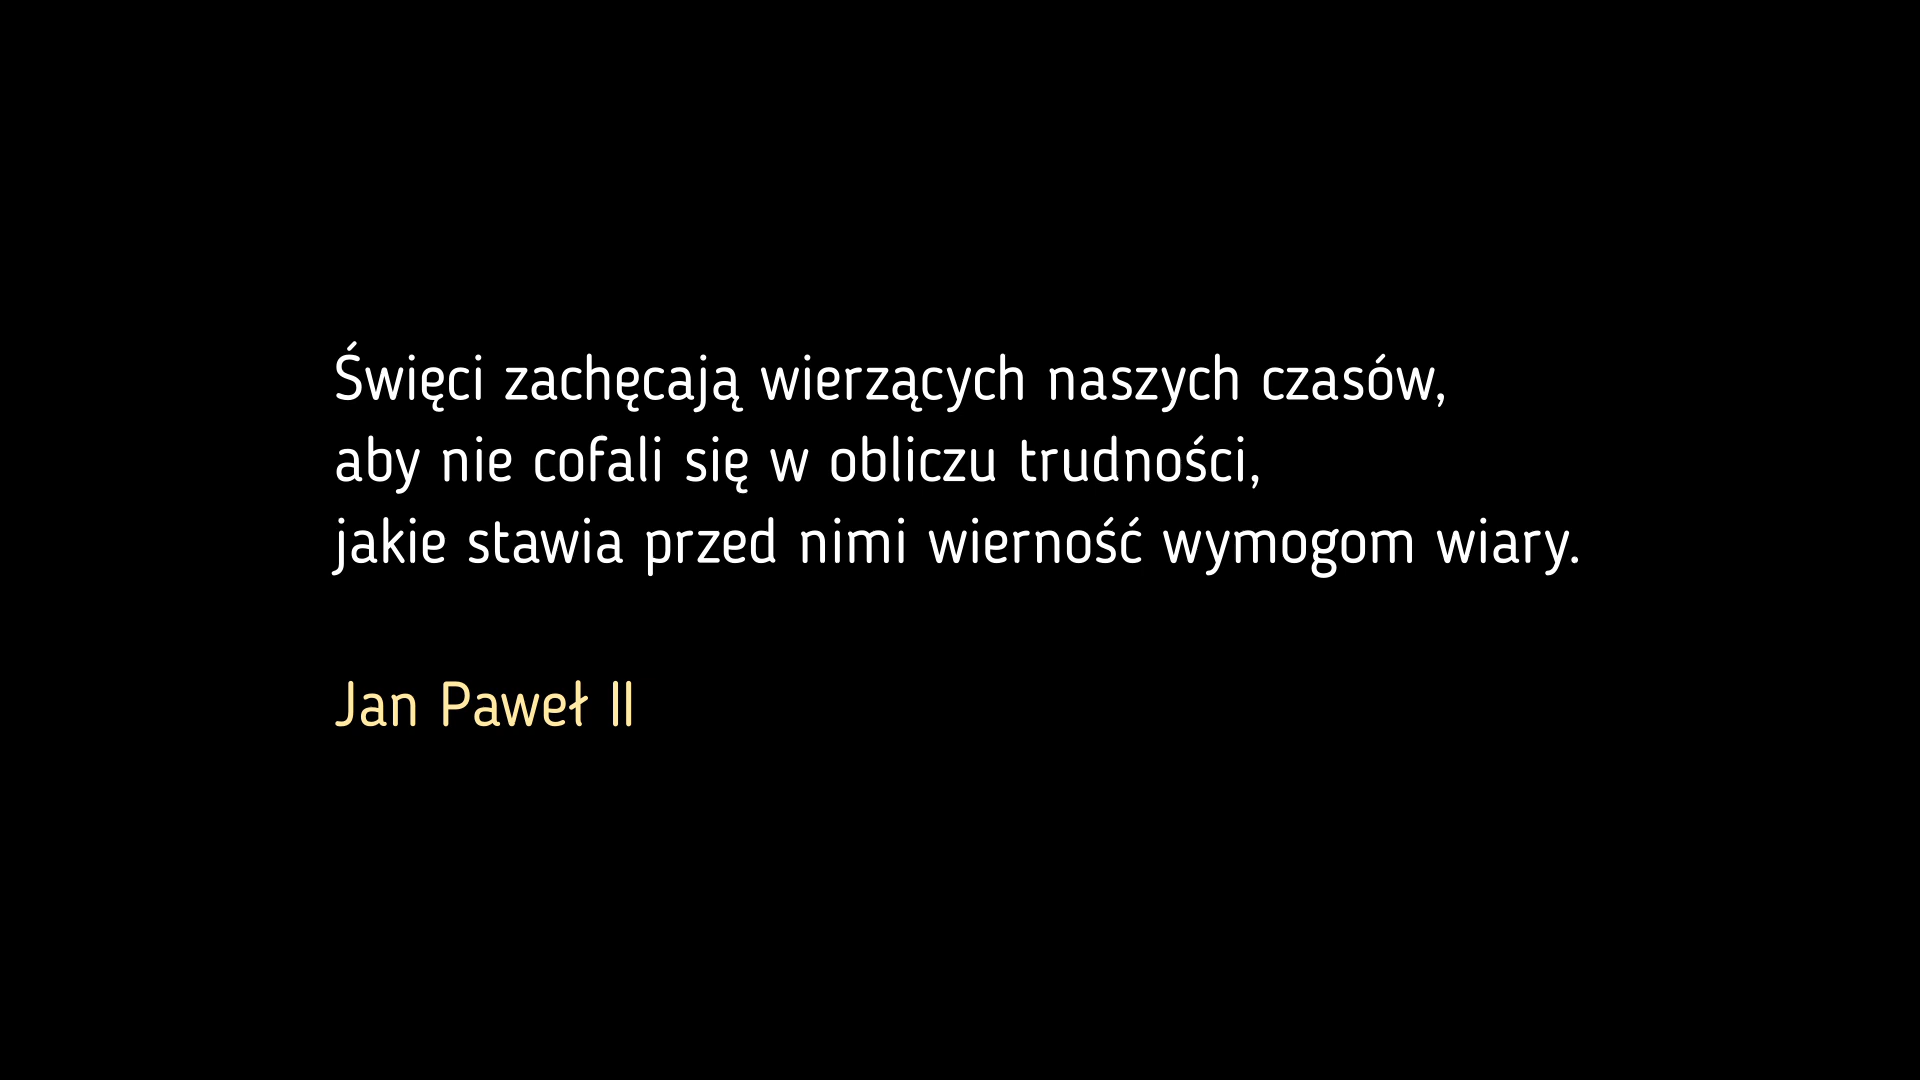 Święci zachęcają wierzących naszych czasów,
aby nie cofali się w obliczu trudności,
jakie stawia przed nimi wierność wymogom wiary.
Jan Paweł II